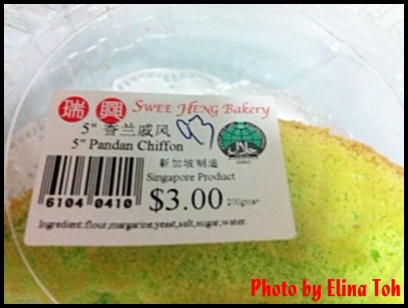 瑞興 SWEE HENG Bakery
5" 香兰戚风
5" Pandan Chiffon
新加坡制造
Singapore Product
6104 0410
$3.00 200gms+
Ingredient:flour,margarine,yeast,salt,sugar,water
Photo by Elina Toh